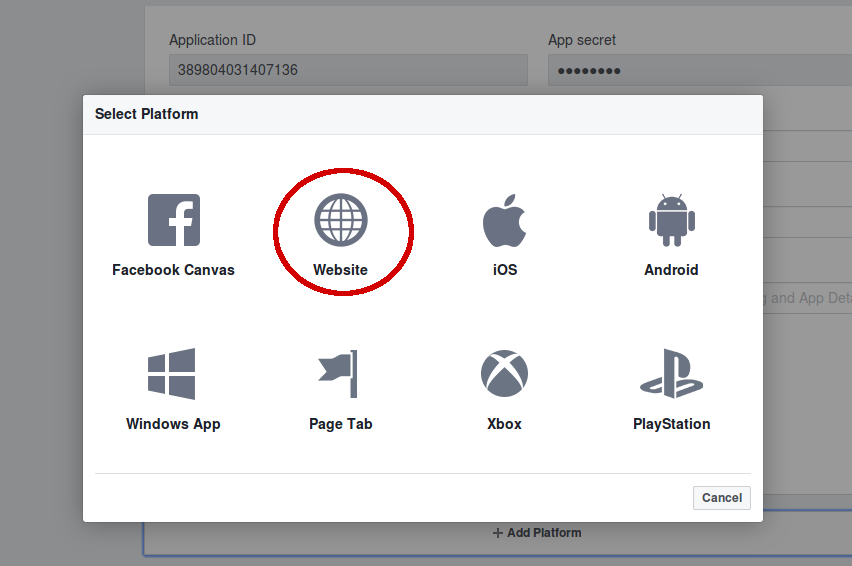 Application ID
App secret
389804031407136
••••••••
Select Platform
Facebook Canvas
Website
iOS
Android
g and App Deta
Windows App
Page Tab
Xbox
PlayStation
Cancel
+ Add Platform